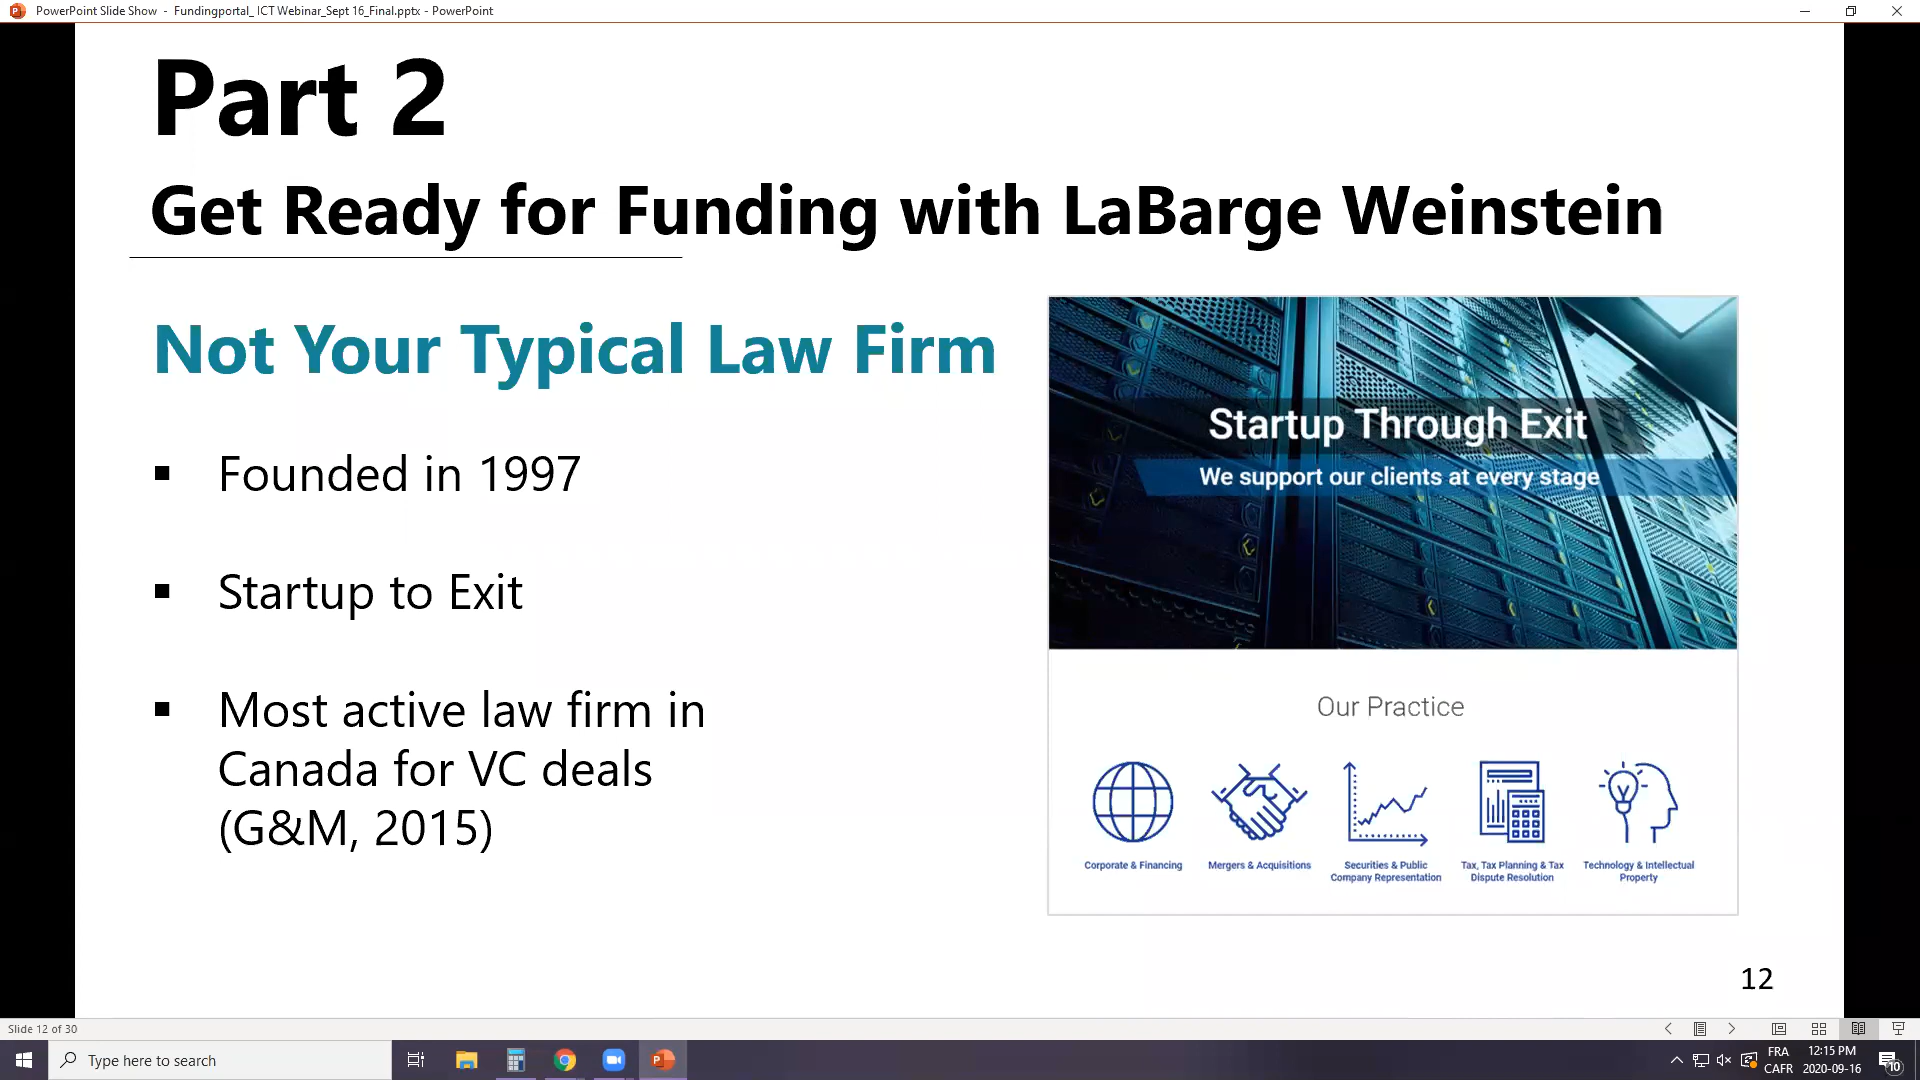 PowerPoint Slide Show - Fundingportal_ ICT Webinar_Sept 16_Final.pptx - PowerPoint
Part 2
Get Ready for Funding with LaBarge Weinstein
Not Your Typical Law Firm
▪ Founded in 1997
▪ Startup to Exit
▪ Most active law firm in
Canada for VC deals
(G&M, 2015)
Startup Through Exit
We support our clients at every stage
Our Practice
Corporate & Financing
Mergers & Acquisitions
Securities & Public
Company Representation
Tax, Tax Planning & Tax
Dispute Resolution
Technology & Intellectual
Property
12
Slide 12 of 30
Type here to search
FRA
CAFR
12:15 PM
2020-09-16
10